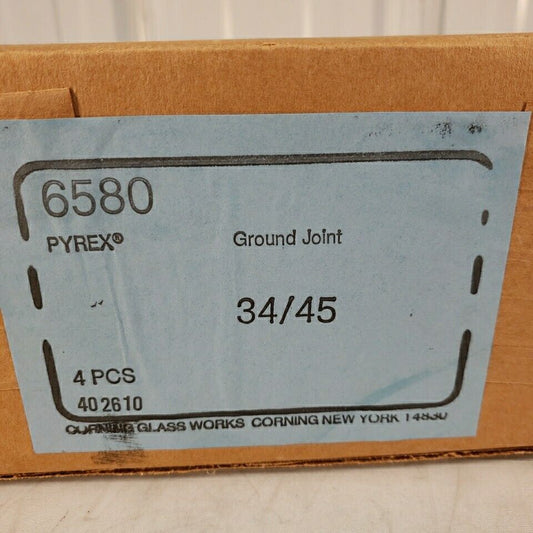 6580
PYREX® Ground Joint
34/45
4 PCS
402610
CORNING GLASS WORKS CORNING NEW YORK 14830